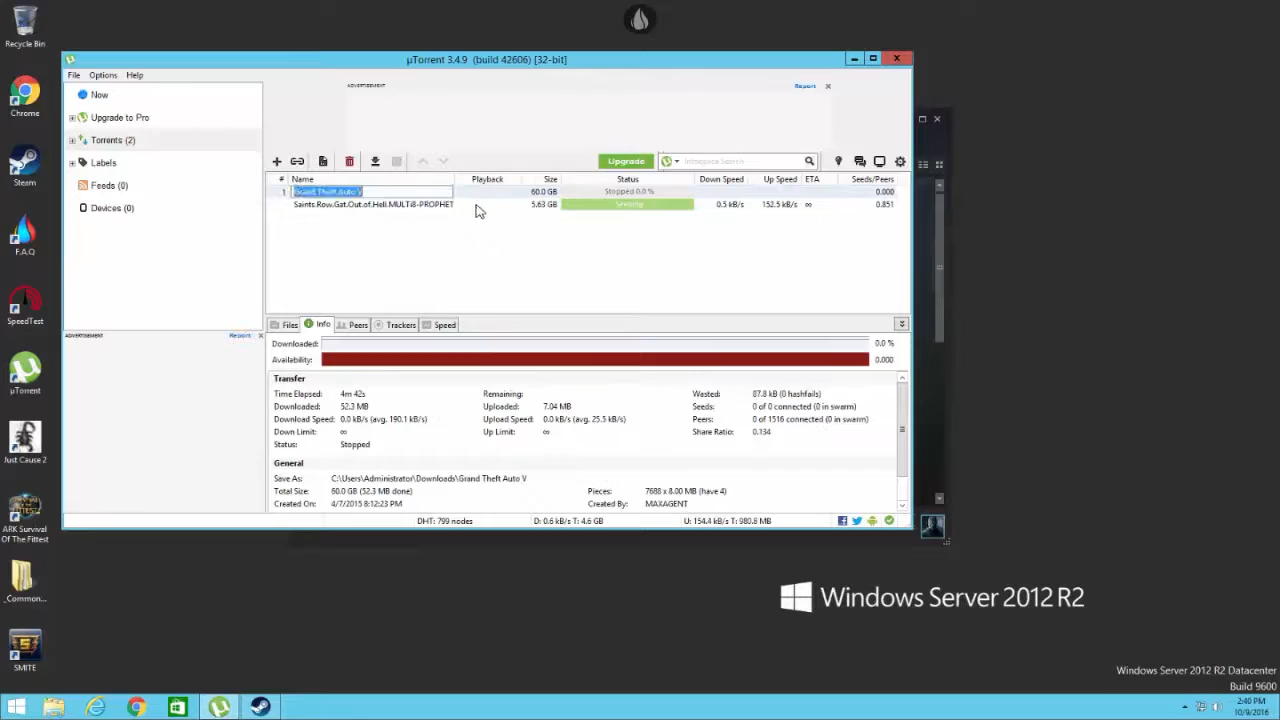 Recycle Bin
Chrome
Steam
F.A.Q
SpeedTest
µTorrent
Just Cause 2
ARK Survival
Of The Fittest
_Common...
SMITE
µTorrent 3.4.9 (build 42606) [32-bit]
File Options Help
Now
Upgrade to Pro
Torrents (2)
Labels
Feeds (0)
Devices (0)
ADVERTISEMENT Report
ADVERTISEMENT Report
Upgrade
# Name Playback Size Status Down Speed Up Speed ETA Seeds/Peers
1 Grand Theft Auto V 60.0 GB Stopped 0.0 % 0.000
Saints.Row.Gat.Out.of.Hell.MULTi8-PROPHET 5.63 GB Seeding 0.5 kB/s 152.5 kB/s ∞ 0.851
Files Info Peers Trackers Speed
Downloaded: 0.0 %
Availability: 0.000
Transfer
Time Elapsed: 4m 42s Remaining: Wasted: 87.8 kB (0 hashfails)
Downloaded: 52.3 MB Uploaded: 7.04 MB Seeds: 0 of 0 connected (0 in swarm)
Download Speed: 0.0 kB/s (avg. 190.1 kB/s) Upload Speed: 0.0 kB/s (avg. 25.5 kB/s) Peers: 0 of 1516 connected (0 in swarm)
Down Limit: ∞ Up Limit: ∞ Share Ratio: 0.134
Status: Stopped
General
Save As: C:\Users\Administrator\Downloads\Grand Theft Auto V
Total Size: 60.0 GB (52.3 MB done) Pieces: 7688 x 8.00 MB (have 4)
Created On: 4/7/2015 8:12:23 PM Created By: MAXAGENT
DHT: 799 nodes D: 0.6 kB/s T: 4.6 GB U: 154.4 kB/s T: 980.8 MB
Windows Server 2012 R2
Windows Server 2012 R2 Datacenter
Build 9600
2:40 PM
10/9/2016